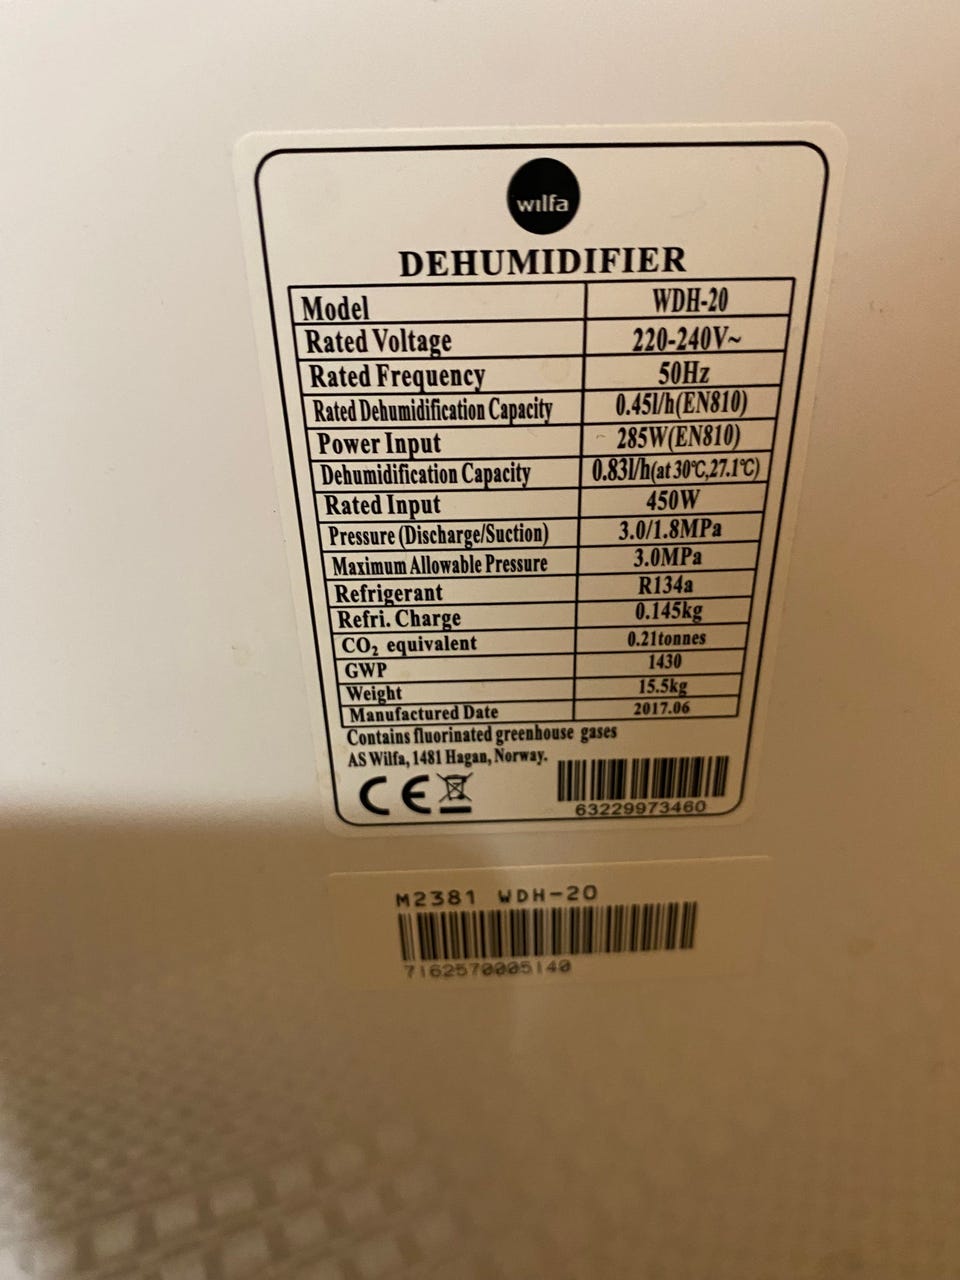 wilfa
DEHUMIDIFIER
Model WDH-20
Rated Voltage 220-240V~
Rated Frequency 50Hz
Rated Dehumidification Capacity 0.45l/h(EN810)
Power Input 285W(EN810)
Dehumidification Capacity 0.83l/h(at 30℃,27.1℃)
Rated Input 450W
Pressure (Discharge/Suction) 3.0/1.8MPa
Maximum Allowable Pressure 3.0MPa
Refrigerant R134a
Refri. Charge 0.145kg
CO₂ equivalent 0.21tonnes
GWP 1430
Weight 15.5kg
Manufactured Date 2017.06
Contains fluorinated greenhouse gases
AS Wilfa, 1481 Hagan, Norway.
CE
63229973460
M2381 WDH-20
7162570005140